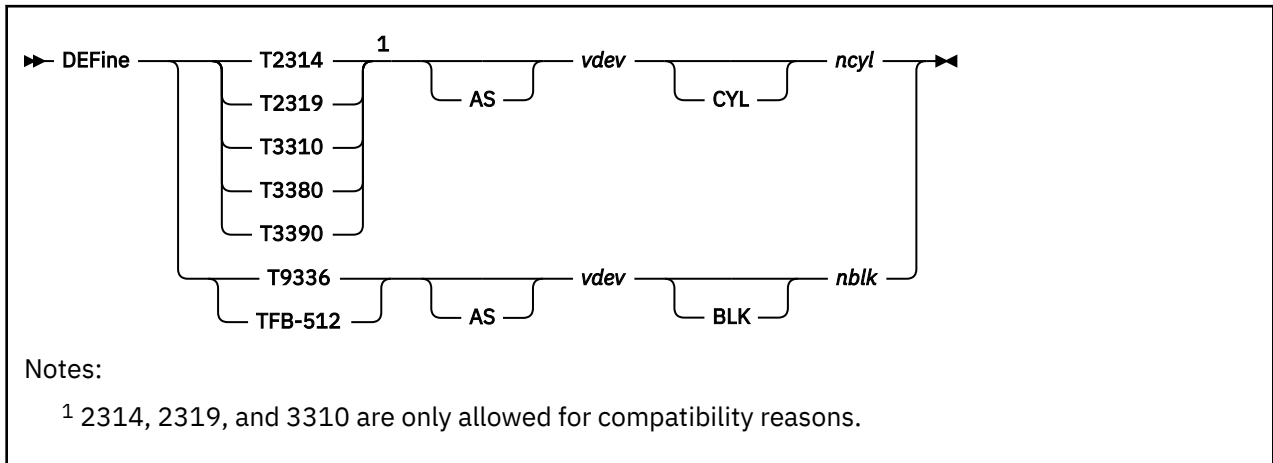 1
DEFine T2314 vdev ncyl
AS CYL
T2319
T3310
T3380
T3390
T9336 vdev nblk
AS BLK
TFB-512
Notes:
1 2314, 2319, and 3310 are only allowed for compatibility reasons.